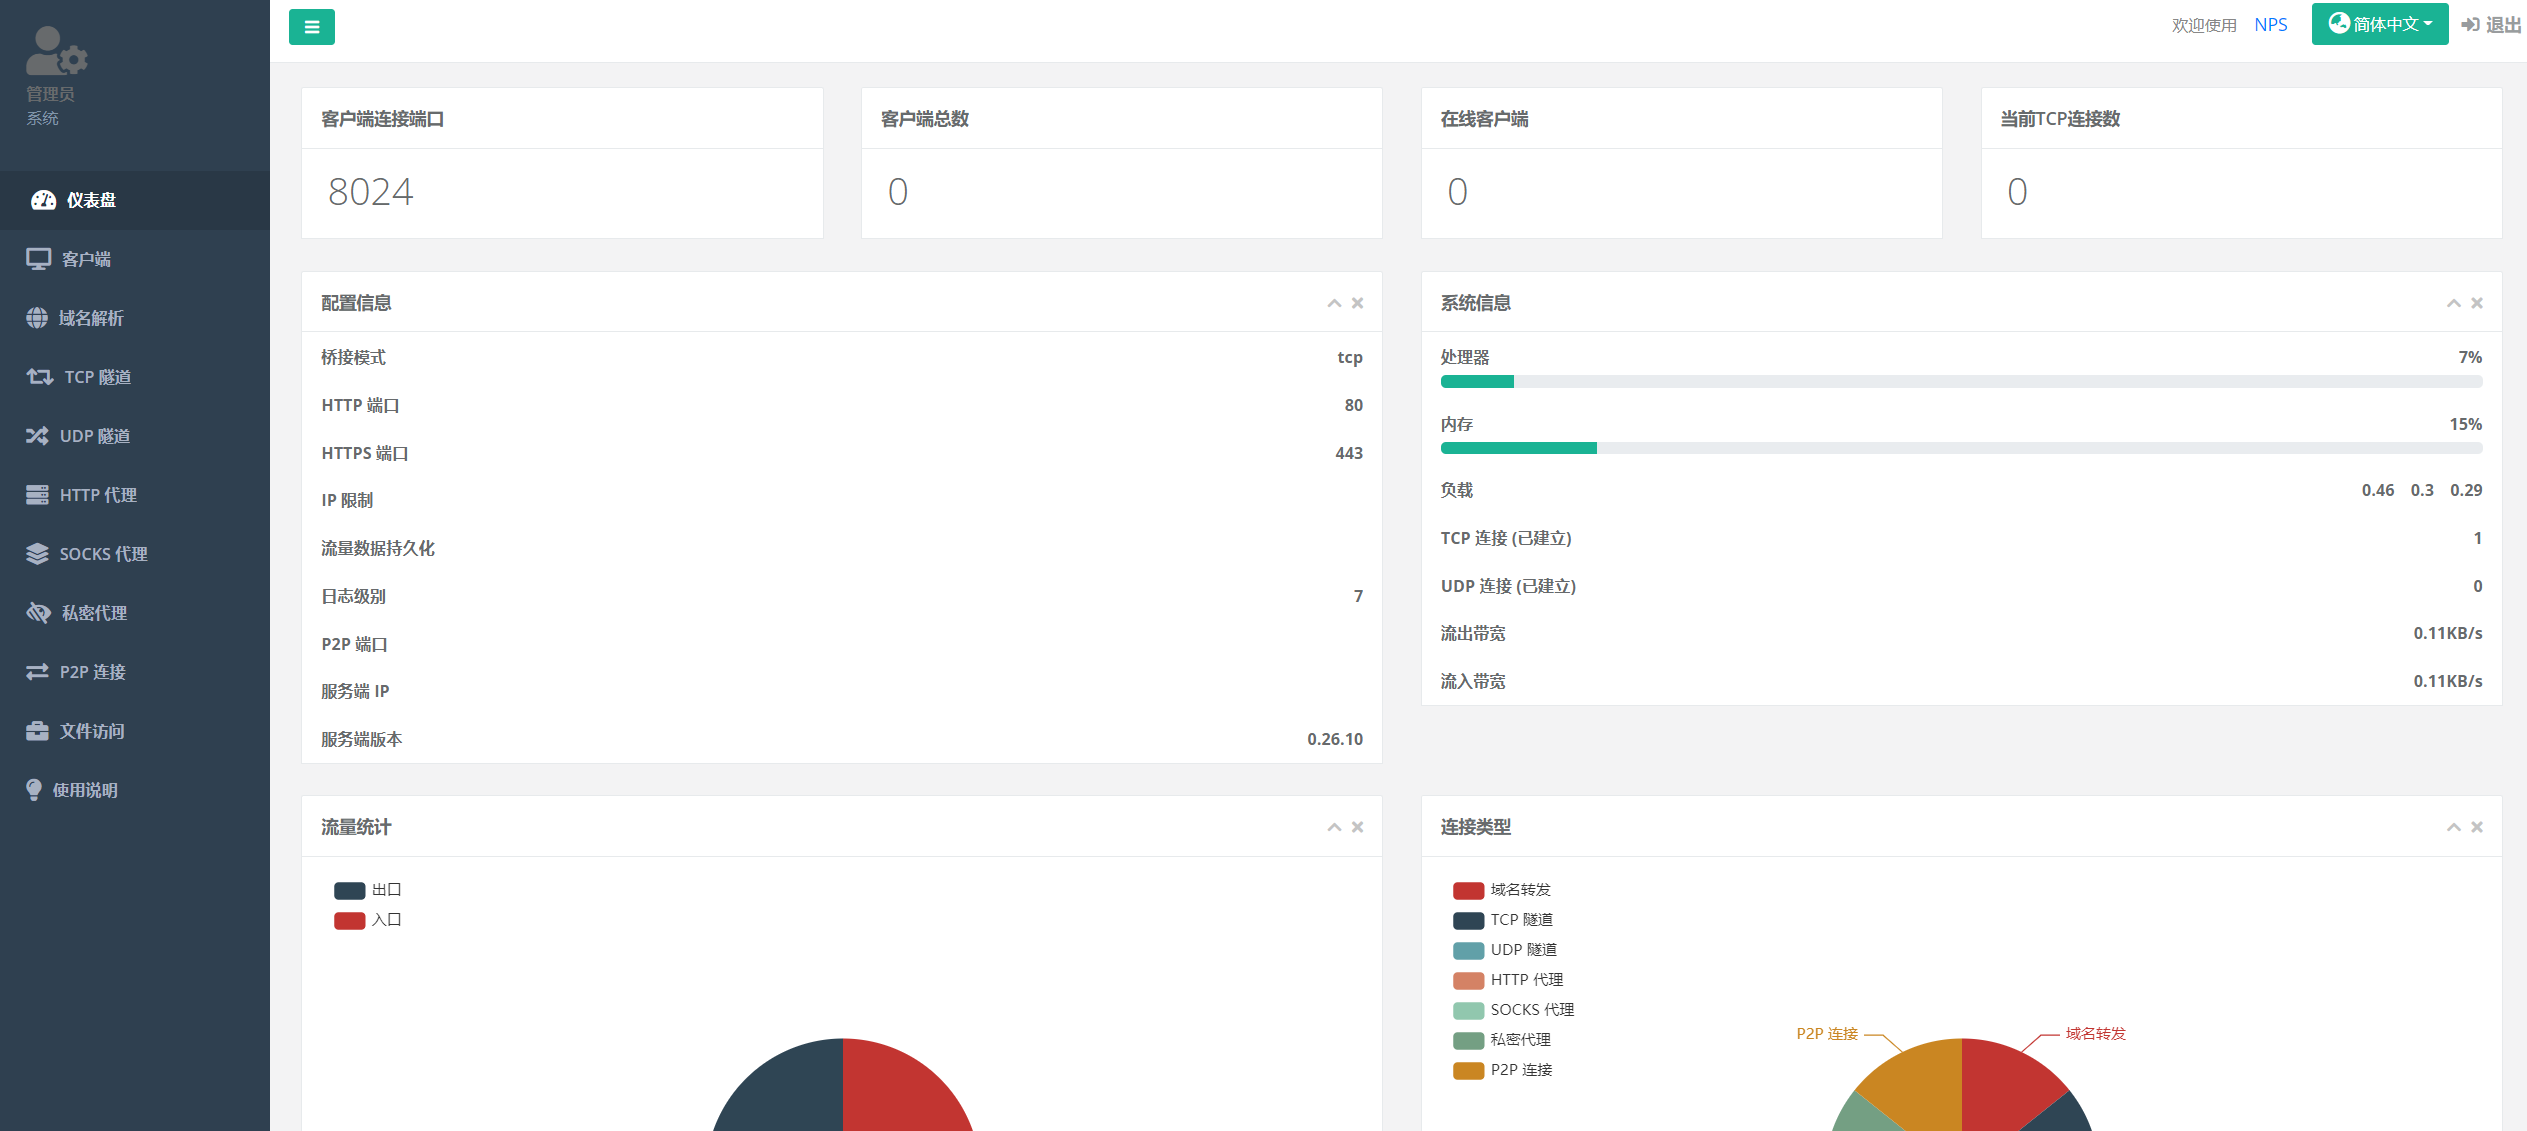 欢迎使用 NPS 简体中文 退出
管理员
系统
仪表盘
客户端
域名解析
TCP 隧道
UDP 隧道
HTTP 代理
SOCKS 代理
私密代理
P2P 连接
文件访问
使用说明
客户端连接端口
8024
客户端总数
0
在线客户端
0
当前TCP连接数
0
配置信息
桥接模式 tcp
HTTP 端口 80
HTTPS 端口 443
IP 限制
流量数据持久化
日志级别 7
P2P 端口
服务端 IP
服务端版本 0.26.10
系统信息
处理器 7%
内存 15%
负载 0.46 0.3 0.29
TCP 连接 (已建立) 1
UDP 连接 (已建立) 0
流出带宽 0.11KB/s
流入带宽 0.11KB/s
流量统计
出口
入口
连接类型
域名转发
TCP 隧道
UDP 隧道
HTTP 代理
SOCKS 代理
私密代理
P2P 连接
P2P 连接 域名转发